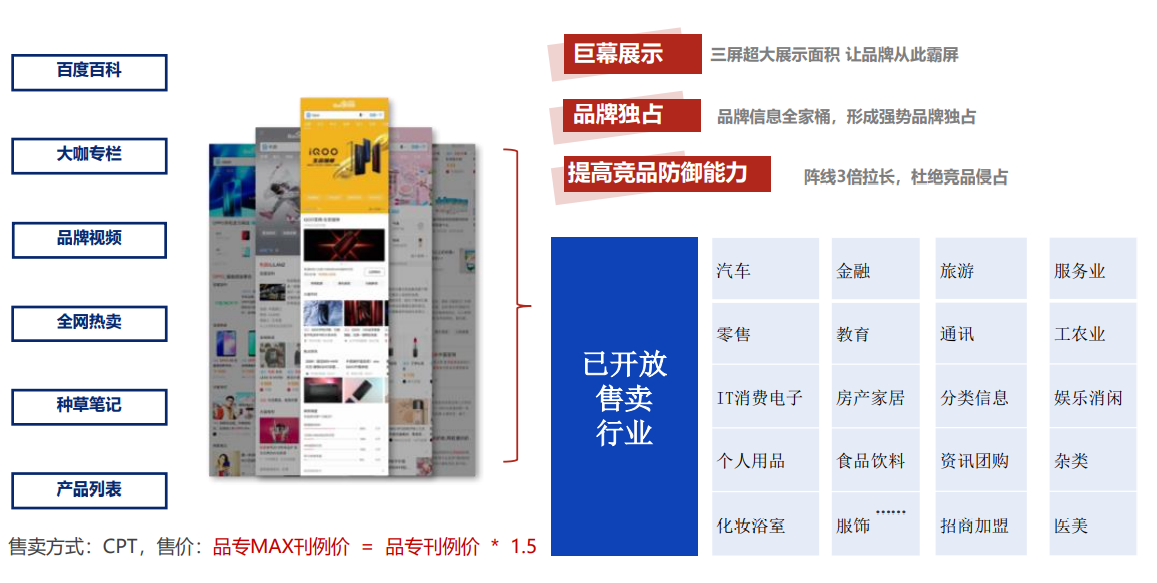 百度百科
大咖专栏
品牌视频
全网热卖
种草笔记
产品列表
iQOO
售卖方式：CPT，售价：品专MAX刊例价 = 品专刊例价 * 1.5
巨幕展示
三屏超大展示面积 让品牌从此霸屏
品牌独占
品牌信息全家桶，形成强势品牌独占
提高竞品防御能力
阵线3倍拉长，杜绝竞品侵占
已开放
售卖
行业
汽车 金融 旅游 服务业
零售 教育 通讯 工农业
IT消费电子 房产家居 分类信息 娱乐消闲
个人用品 食品饮料 资讯团购 杂类
化妆浴室 服饰 …… 招商加盟 医美